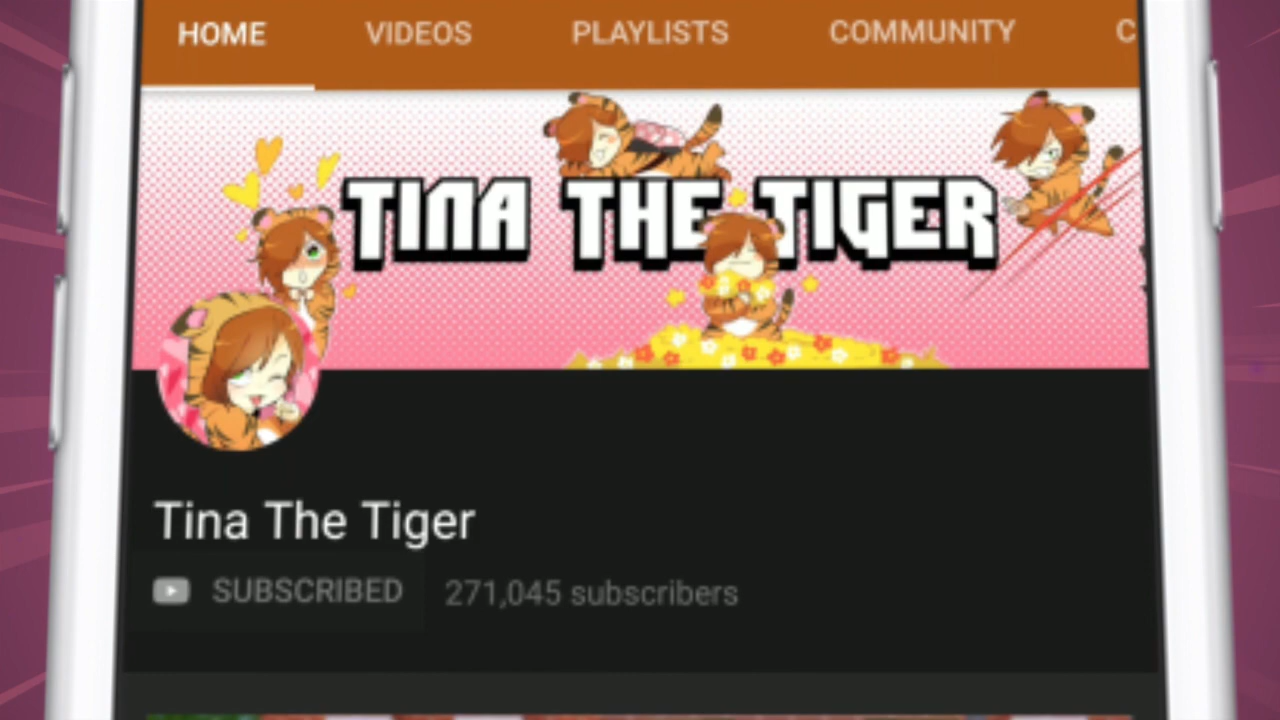 HOME VIDEOS PLAYLISTS COMMUNITY C
TINA THE TIGER
Tina The Tiger
SUBSCRIBED 271,045 subscribers